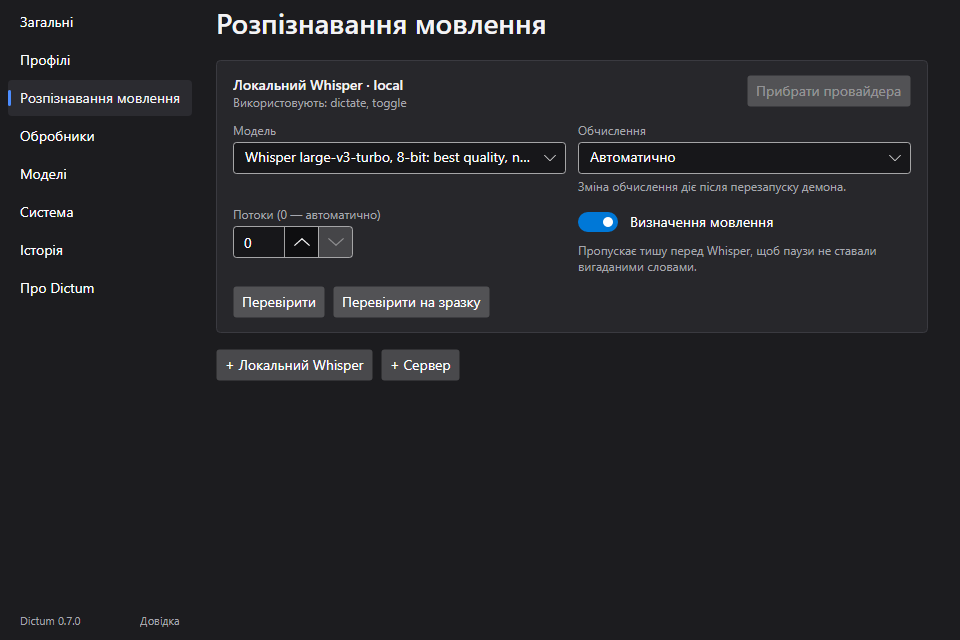 Загальні
Профілі
Розпізнавання мовлення
Обробники
Моделі
Система
Історія
Про Dictum
Dictum 0.7.0
Довідка
Розпізнавання мовлення
Локальний Whisper · local
Використовують: dictate, toggle
Прибрати провайдера
Модель
Whisper large-v3-turbo, 8-bit: best quality, n...
Обчислення
Автоматично
Зміна обчислення діє після перезапуску демона.
Потоки (0 — автоматично)
0
Визначення мовлення
Пропускає тишу перед Whisper, щоб паузи не ставали
вигаданими словами.
Перевірити
Перевірити на зразку
+ Локальний Whisper
+ Сервер